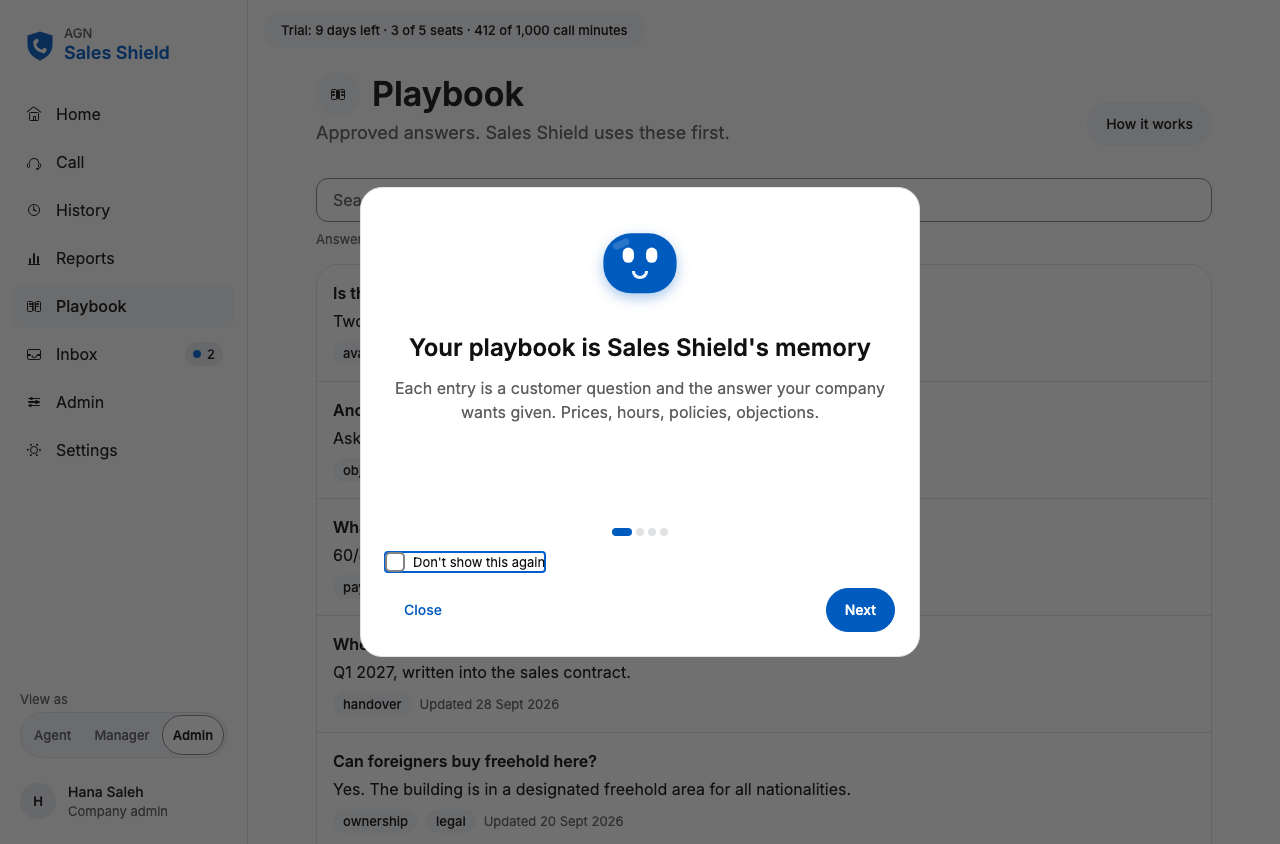 AGN
Sales Shield
Home
Call
History
Reports
Playbook
Inbox
2
Admin
Settings
View as
Agent
Manager
Admin
H
Hana Saleh
Company admin
Trial: 9 days left · 3 of 5 seats · 412 of 1,000 call minutes
Playbook
Approved answers. Sales Shield uses these first.
How it works
Your playbook is Sales Shield's memory
Each entry is a customer question and the answer your company
wants given. Prices, hours, policies, objections.
Don't show this again
Close
Next
Q1 2027, written into the sales contract.
handover
Updated 28 Sept 2026
Can foreigners buy freehold here?
Yes. The building is in a designated freehold area for all nationalities.
ownership
legal
Updated 20 Sept 2026